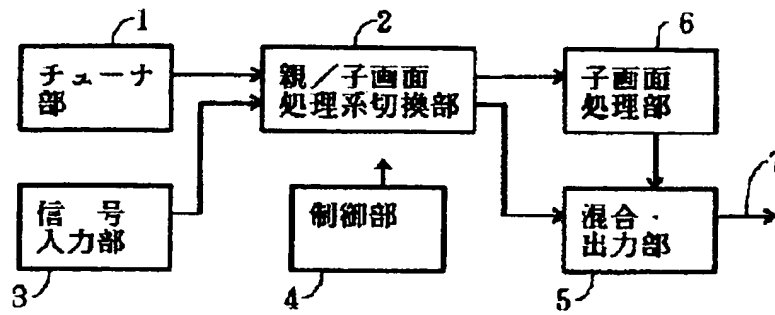 1
チューナ
部
2
親／子画面
処理系切換部
6
子画面
処理部
信　号
入力部
3
制御部
4
混合・
出力部
5
7